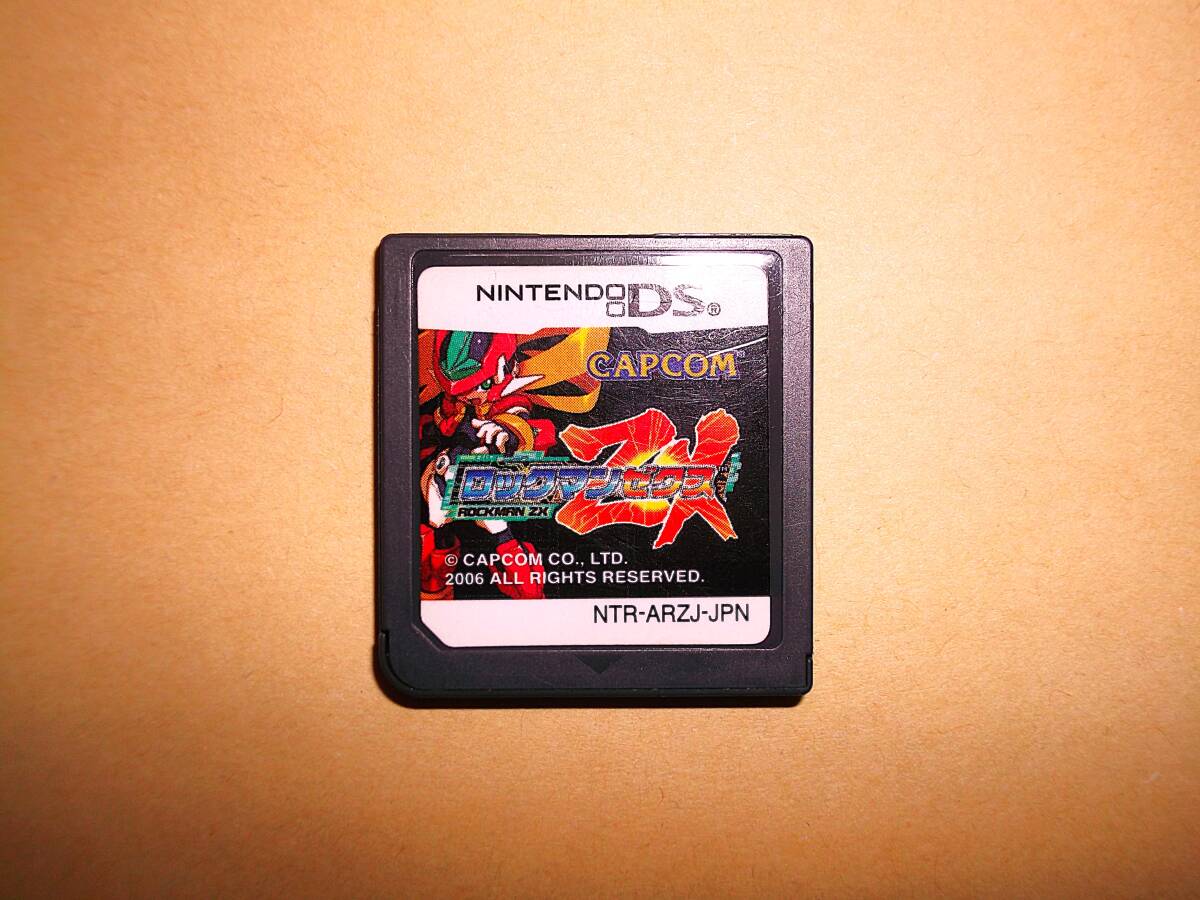 NINTENDO DS®
CAPCOM
ZX
ロックマンゼクス
ROCKMAN ZX
© CAPCOM CO., LTD.
2006 ALL RIGHTS RESERVED.
NTR-ARZJ-JPN